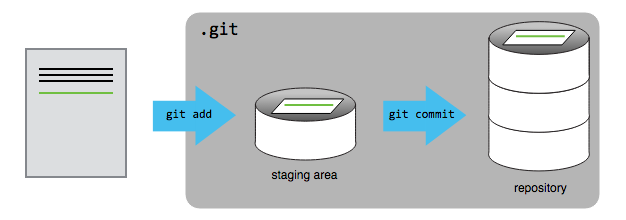 .git
git add
git commit
staging area
repository